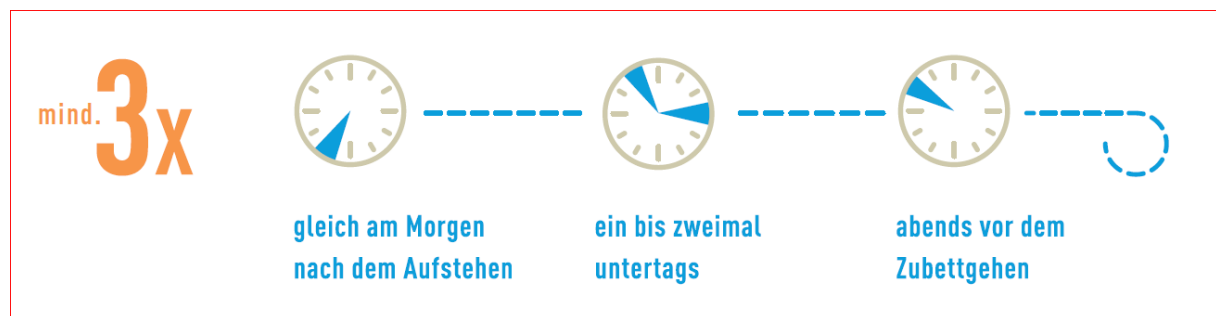 mind. 3x
gleich am Morgen
nach dem Aufstehen
ein bis zweimal
untertags
abends vor dem
Zubettgehen